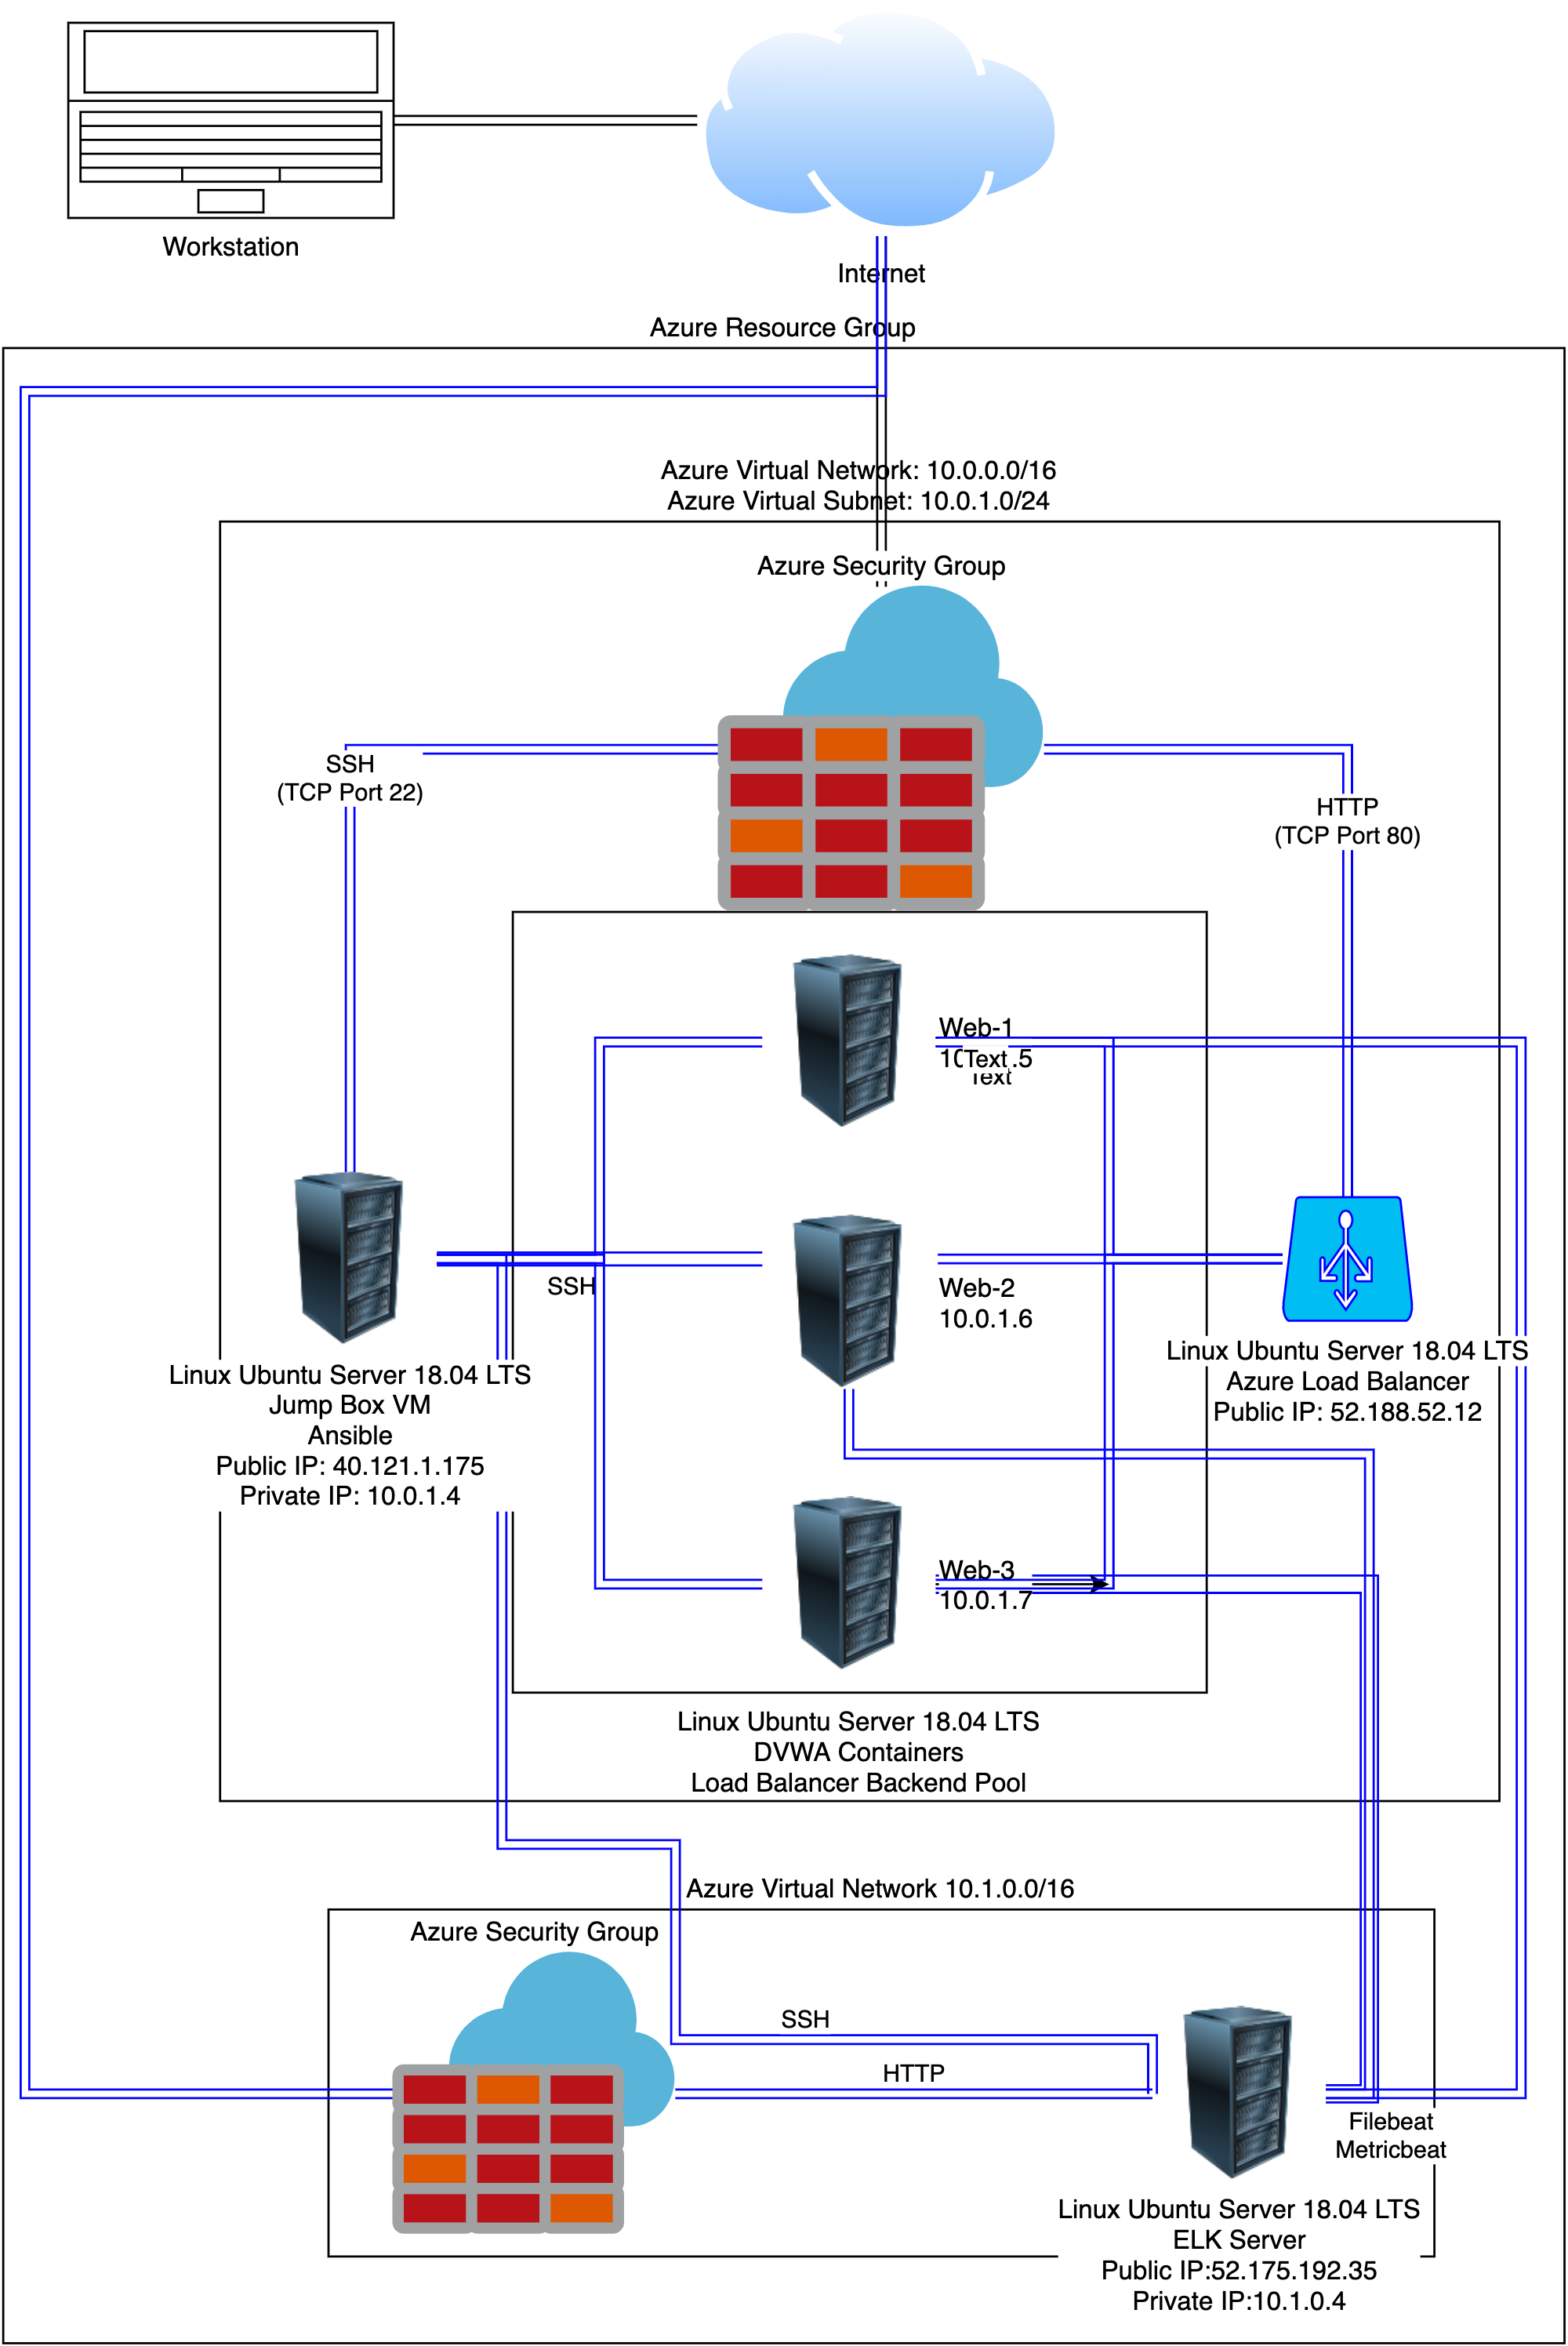 Workstation
Internet
Azure Resource Group
Azure Virtual Network: 10.0.0.0/16
Azure Virtual Subnet: 10.0.1.0/24
Azure Security Group
SSH
(TCP Port 22)
HTTP
(TCP Port 80)
Web-1
Text
.5
Text
SSH
Web-2
10.0.1.6
Linux Ubuntu Server 18.04 LTS
Azure Load Balancer
Public IP: 52.188.52.12
Linux Ubuntu Server 18.04 LTS
Jump Box VM
Ansible
Public IP: 40.121.1.175
Private IP: 10.0.1.4
Web-3
10.0.1.7
Linux Ubuntu Server 18.04 LTS
DVWA Containers
Load Balancer Backend Pool
Azure Virtual Network 10.1.0.0/16
Azure Security Group
SSH
HTTP
Filebeat
Metricbeat
Linux Ubuntu Server 18.04 LTS
ELK Server
Public IP:52.175.192.35
Private IP:10.1.0.4